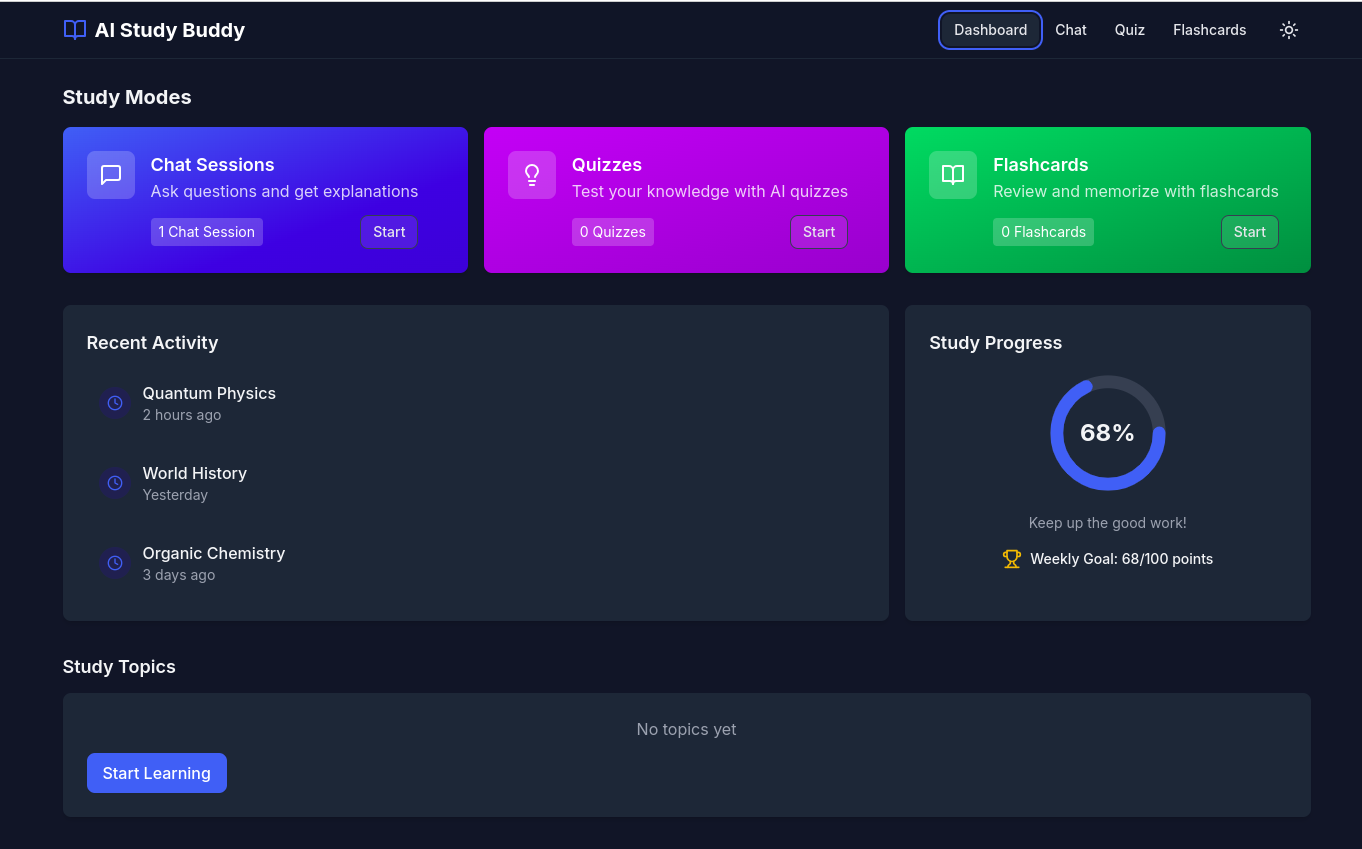 AI Study Buddy
Dashboard
Chat
Quiz
Flashcards
Study Modes
Chat Sessions
Ask questions and get explanations
1 Chat Session
Start
Quizzes
Test your knowledge with AI quizzes
0 Quizzes
Start
Flashcards
Review and memorize with flashcards
0 Flashcards
Start
Recent Activity
Quantum Physics
2 hours ago
World History
Yesterday
Organic Chemistry
3 days ago
Study Progress
68%
Keep up the good work!
Weekly Goal: 68/100 points
Study Topics
No topics yet
Start Learning